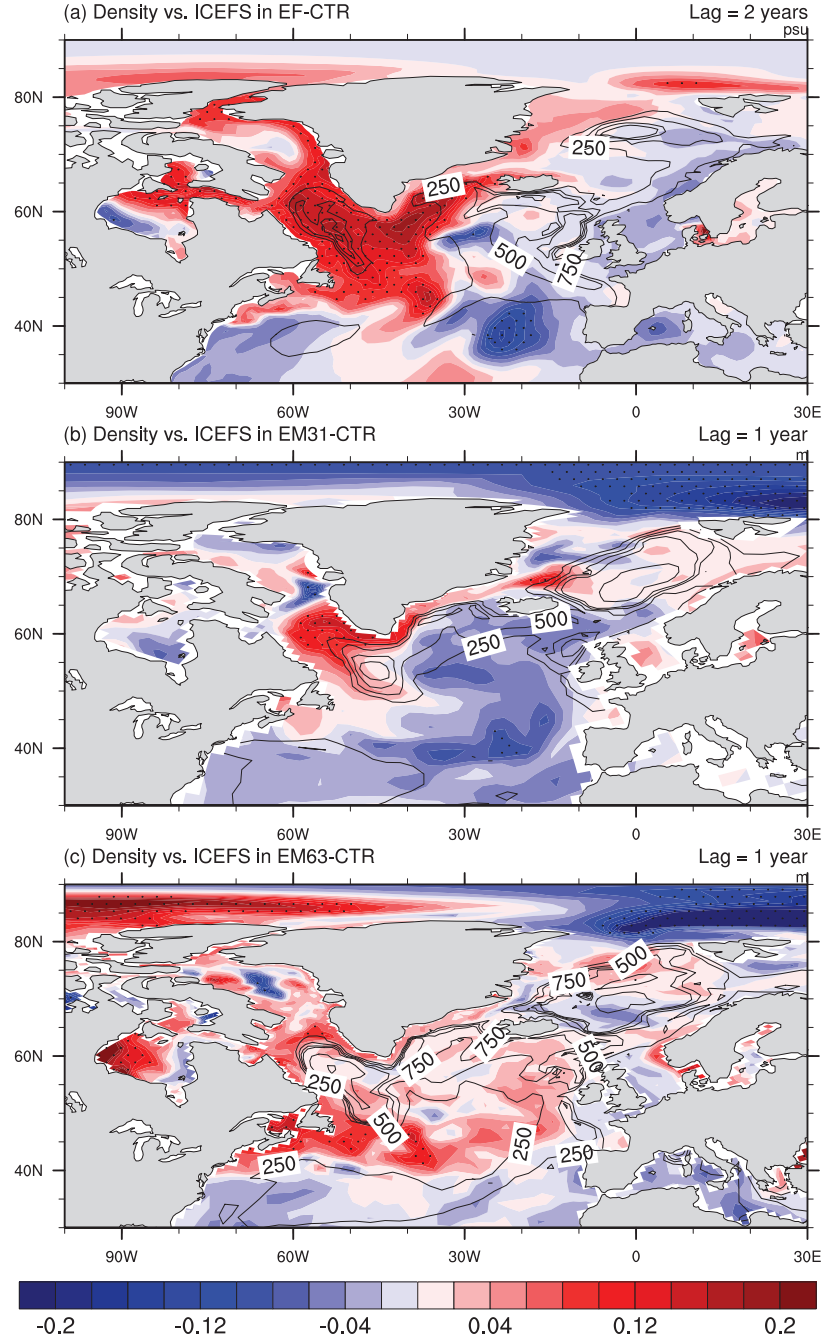 (a) Density vs. ICEFS in EF-CTR Lag = 2 years
psu
80N
250
250
60N
500
750
40N
90W 60W 30W 0 30E
(b) Density vs. ICEFS in EM31-CTR Lag = 1 year
m
80N
60N
250 500
40N
90W 60W 30W 0 30E
(c) Density vs. ICEFS in EM63-CTR Lag = 1 year
m
80N
750 500
60N
250 750 750 500
500
250
40N
250 250
90W 60W 30W 0 30E
-0.2 -0.12 -0.04 0.04 0.12 0.2